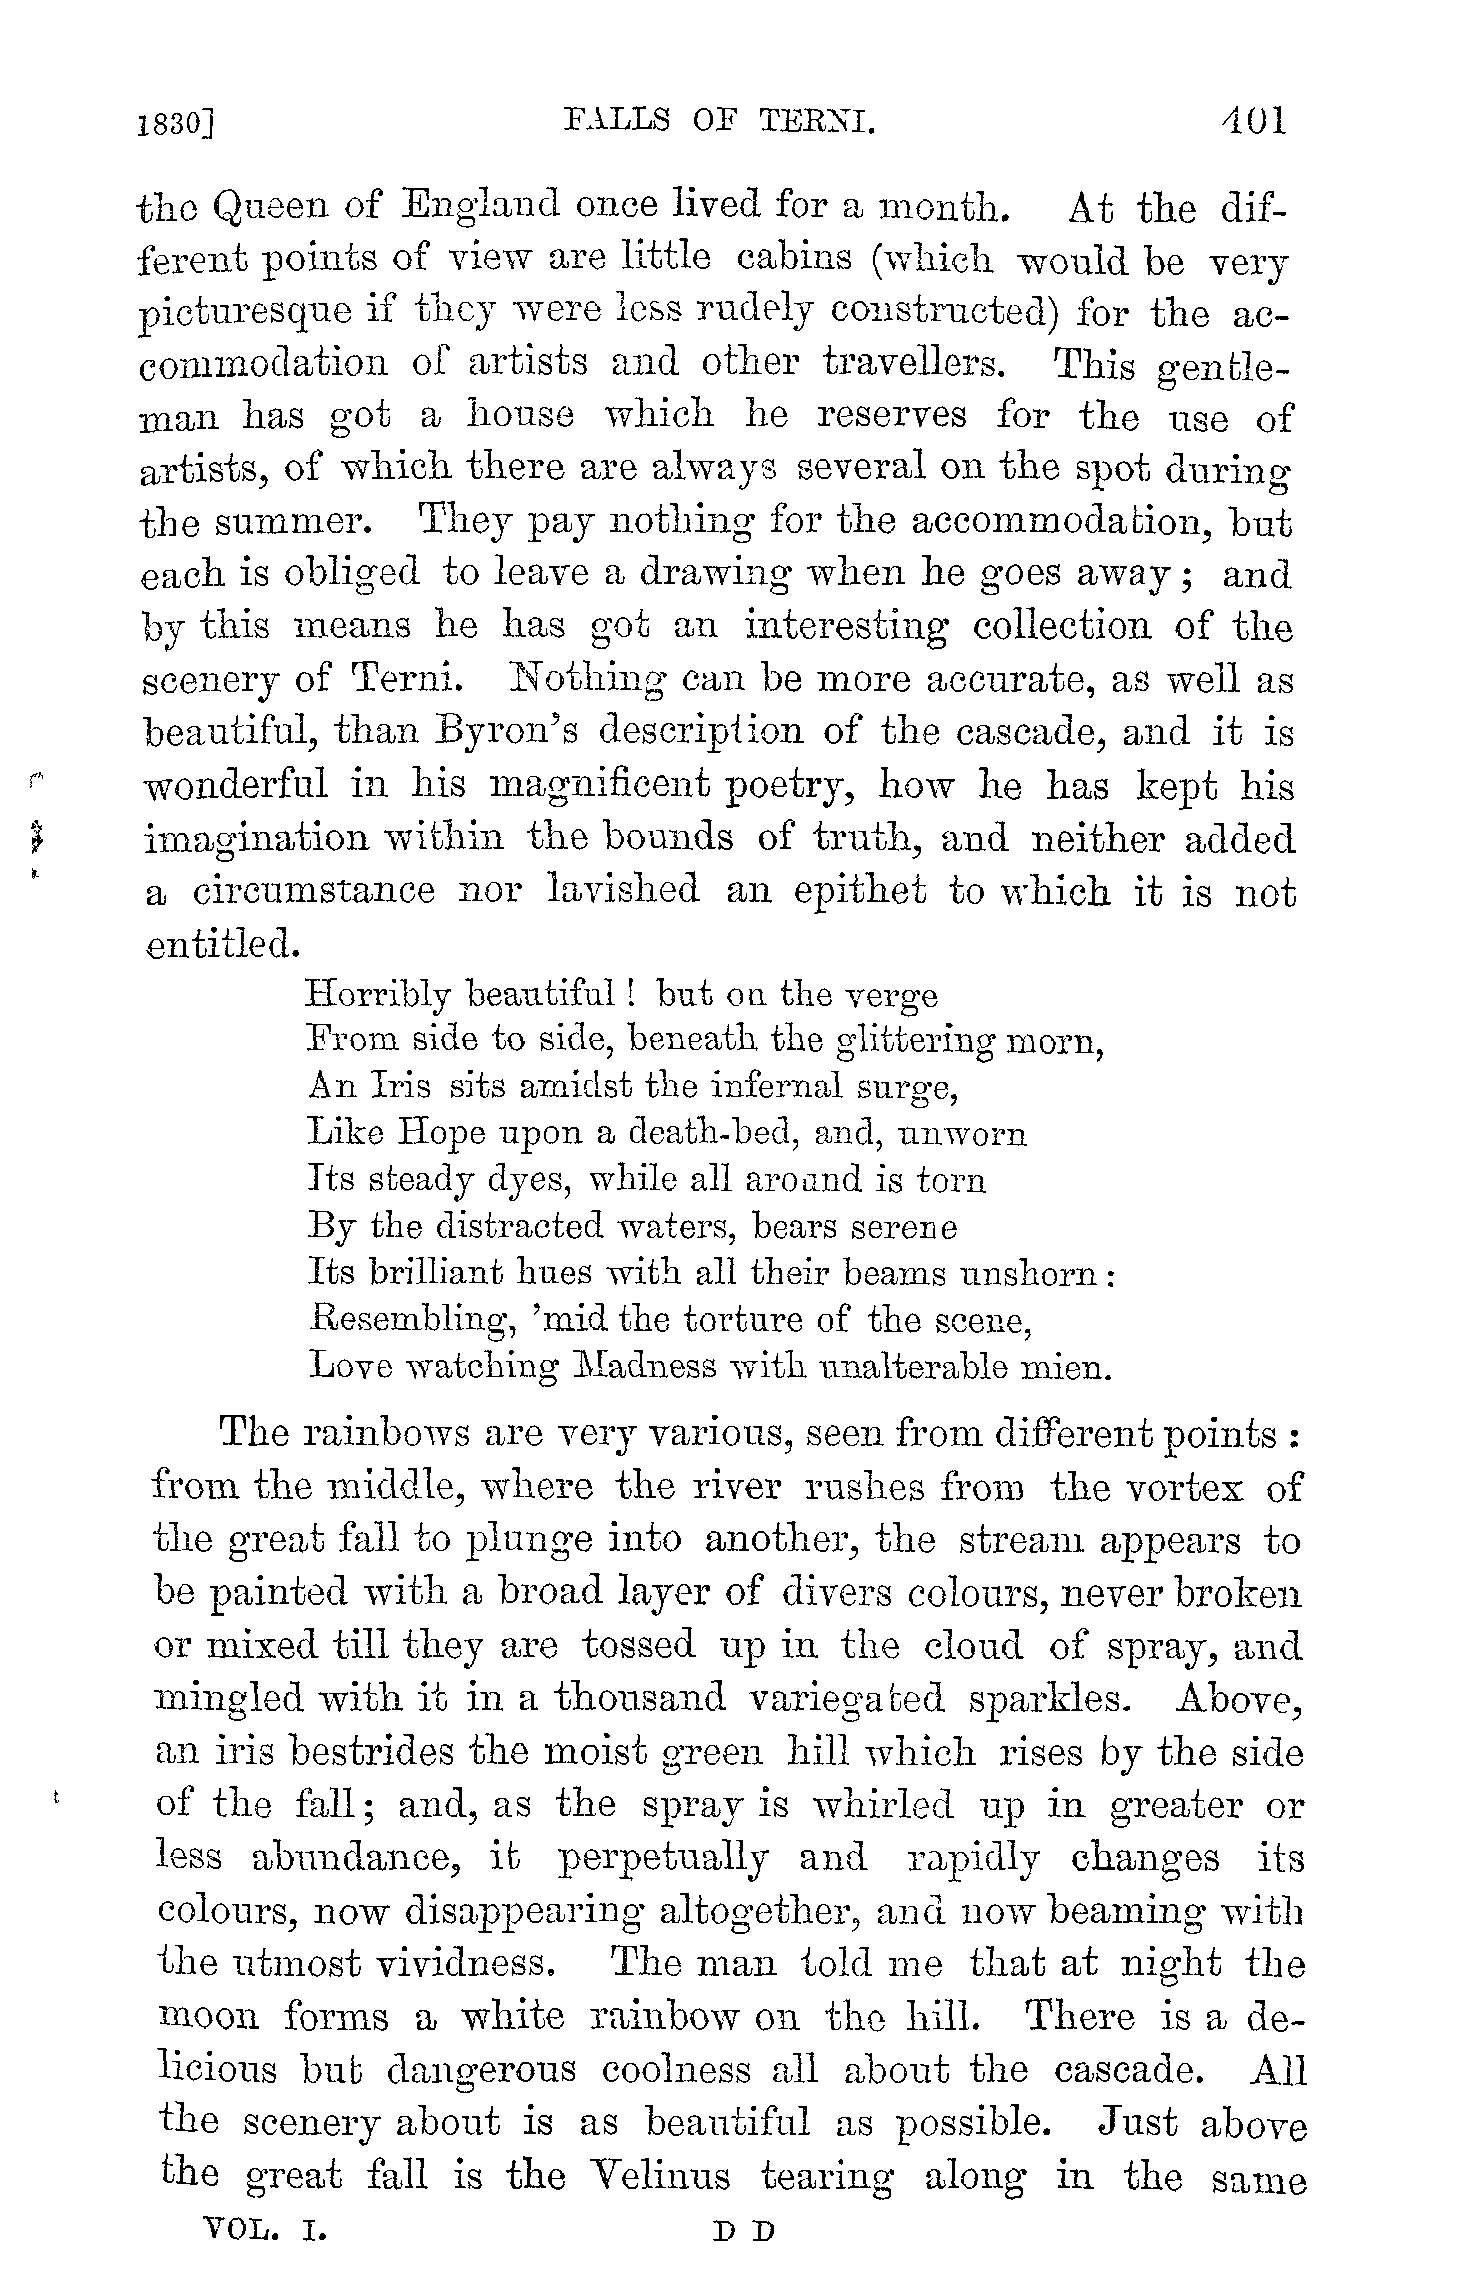 1830] FALLS OF TERNI. 401
the Queen of England once lived for a month. At the dif-
ferent points of view are little cabins (which would be very
picturesque if they were less rudely constructed) for the ac-
commodation of artists and other travellers. This gentle-
man has got a house which he reserves for the use of
artists, of which there are always several on the spot during
the summer. They pay nothing for the accommodation, but
each is obliged to leave a drawing when he goes away; and
by this means he has got an interesting collection of the
scenery of Terni. Nothing can be more accurate, as well as
beautiful, than Byron's description of the cascade, and it is
wonderful in his magnificent poetry, how he has kept his
imagination within the bounds of truth, and neither added
a circumstance nor lavished an epithet to which it is not
entitled.
Horribly beautiful! but on the verge
From side to side, beneath the glittering morn,
An Iris sits amidst the infernal surge,
Like Hope upon a death-bed, and, unworn
Its steady dyes, while all around is torn
By the distracted waters, bears serene
Its brilliant hues with all their beams unshorn:
Resembling, 'mid the torture of the scene,
Love watching Madness with unalterable mien.
The rainbows are very various, seen from different points:
from the middle, where the river rushes from the vortex of
the great fall to plunge into another, the stream appears to
be painted with a broad layer of divers colours, never broken
or mixed till they are tossed up in the cloud of spray, and
mingled with it in a thousand variegated sparkles. Above,
an iris bestrides the moist green hill which rises by the side
of the fall; and, as the spray is whirled up in greater or
less abundance, it perpetually and rapidly changes its
colours, now disappearing altogether, and now beaming with
the utmost vividness. The man told me that at night the
moon forms a white rainbow on the hill. There is a de-
licious but dangerous coolness all about the cascade. All
the scenery about is as beautiful as possible. Just above
the great fall is the Velinus tearing along in the same
VOL. I. D D